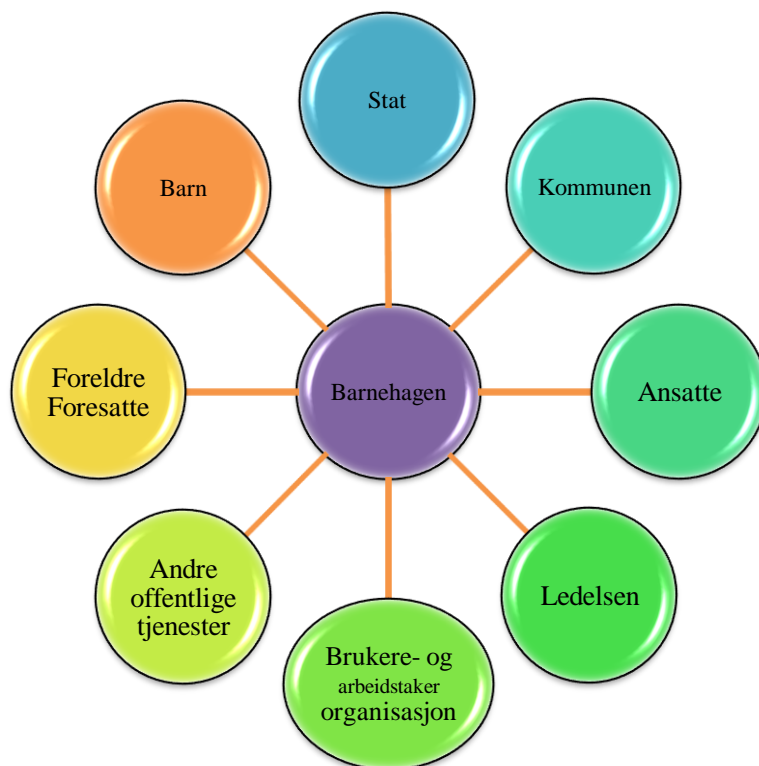 Stat
Barn
Kommunen
Foreldre
Foresatte
Barnehagen
Ansatte
Andre
offentlige
tjenester
Ledelsen
Brukere- og
arbeidstaker
organisasjon